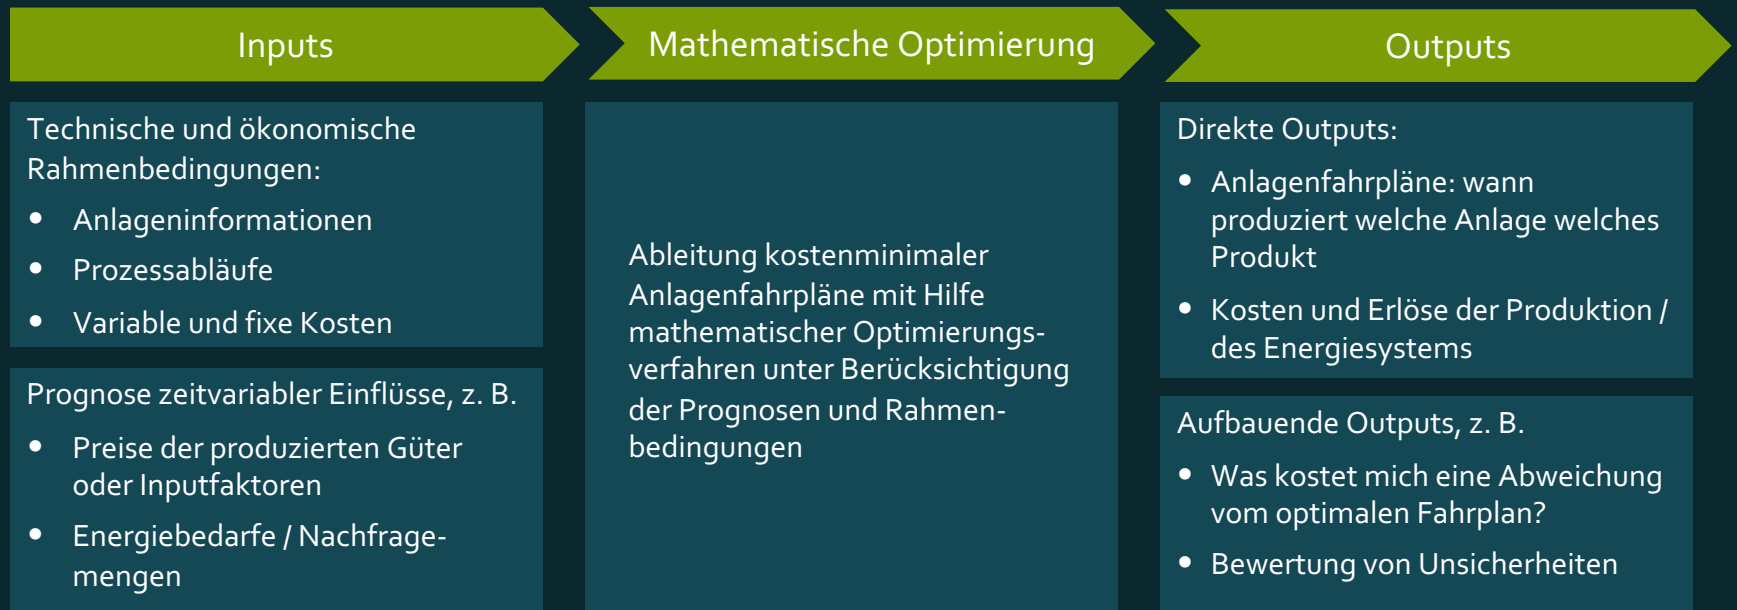 Inputs
Technische und ökonomische
Rahmenbedingungen:
• Anlageninformationen
• Prozessabläufe
• Variable und fixe Kosten
Prognose zeitvariabler Einflüsse, z. B.
• Preise der produzierten Güter
oder Inputfaktoren
• Energiebedarfe / Nachfrage-
mengen
Mathematische Optimierung
Ableitung kostenminimaler
Anlagenfahrpläne mit Hilfe
mathematischer Optimierungs-
verfahren unter Berücksichtigung
der Prognosen und Rahmen-
bedingungen
Outputs
Direkte Outputs:
• Anlagenfahrpläne: wann
produziert welche Anlage welches
Produkt
• Kosten und Erlöse der Produktion /
des Energiesystems
Aufbauende Outputs, z. B.
• Was kostet mich eine Abweichung
vom optimalen Fahrplan?
• Bewertung von Unsicherheiten